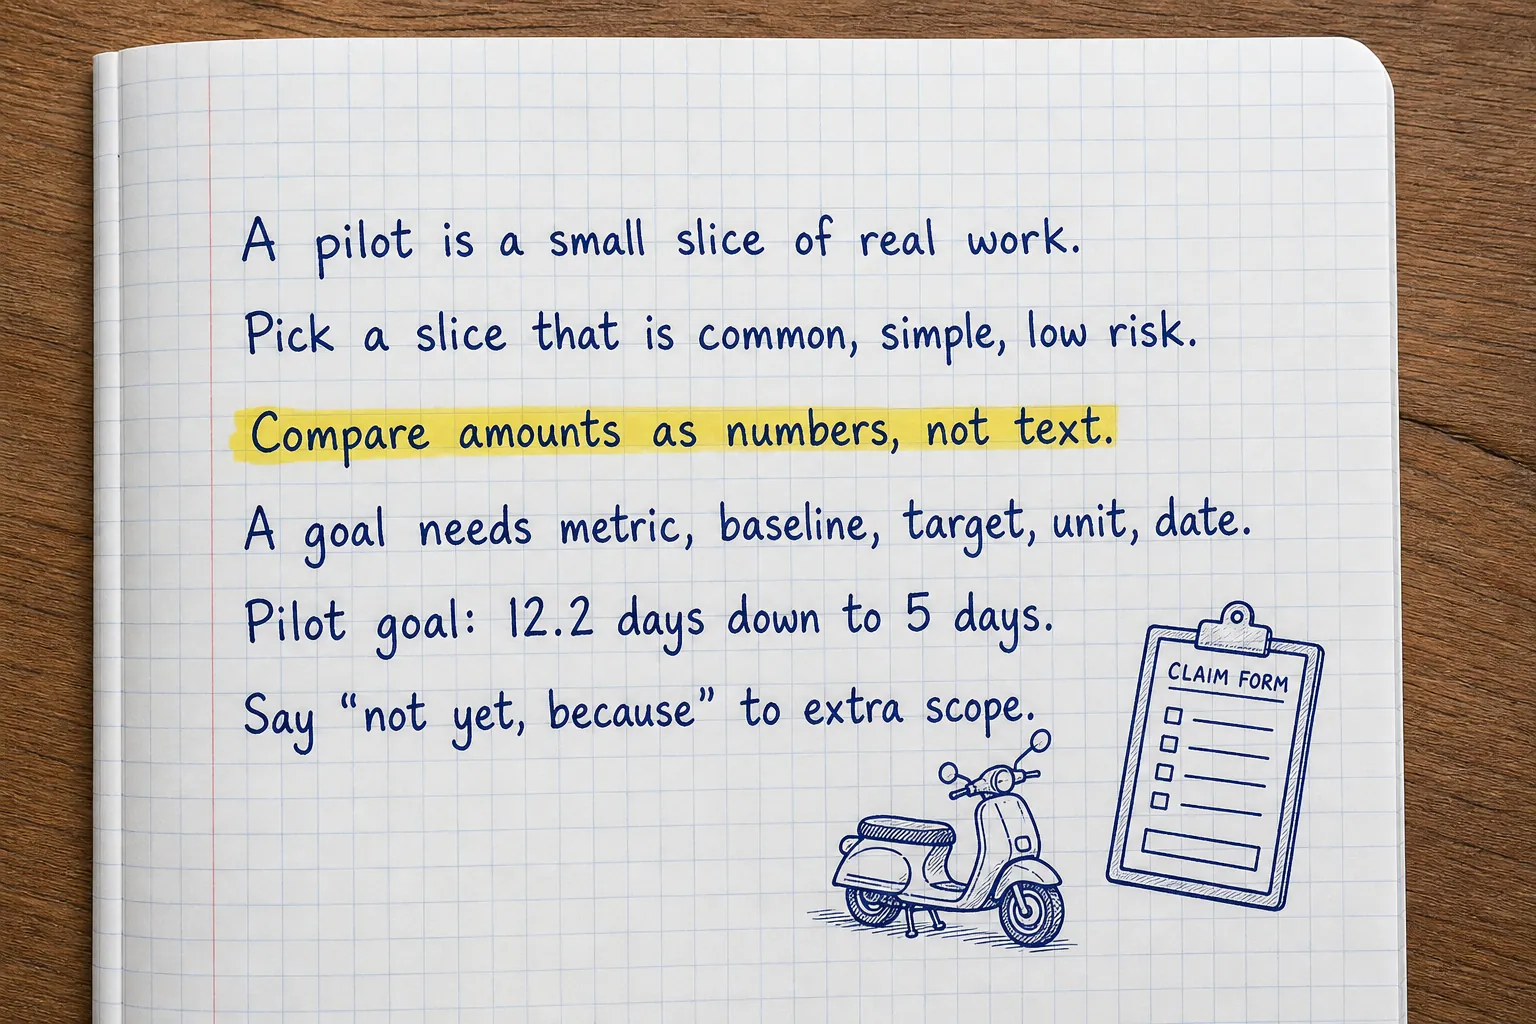 A pilot is a small slice of real work.
Pick a slice that is common, simple, low risk.
Compare amounts as numbers, not text.
A goal needs metric, baseline, target, unit, date.
Pilot goal: 12.2 days down to 5 days.
Say “not yet, because” to extra scope.
CLAIM FORM